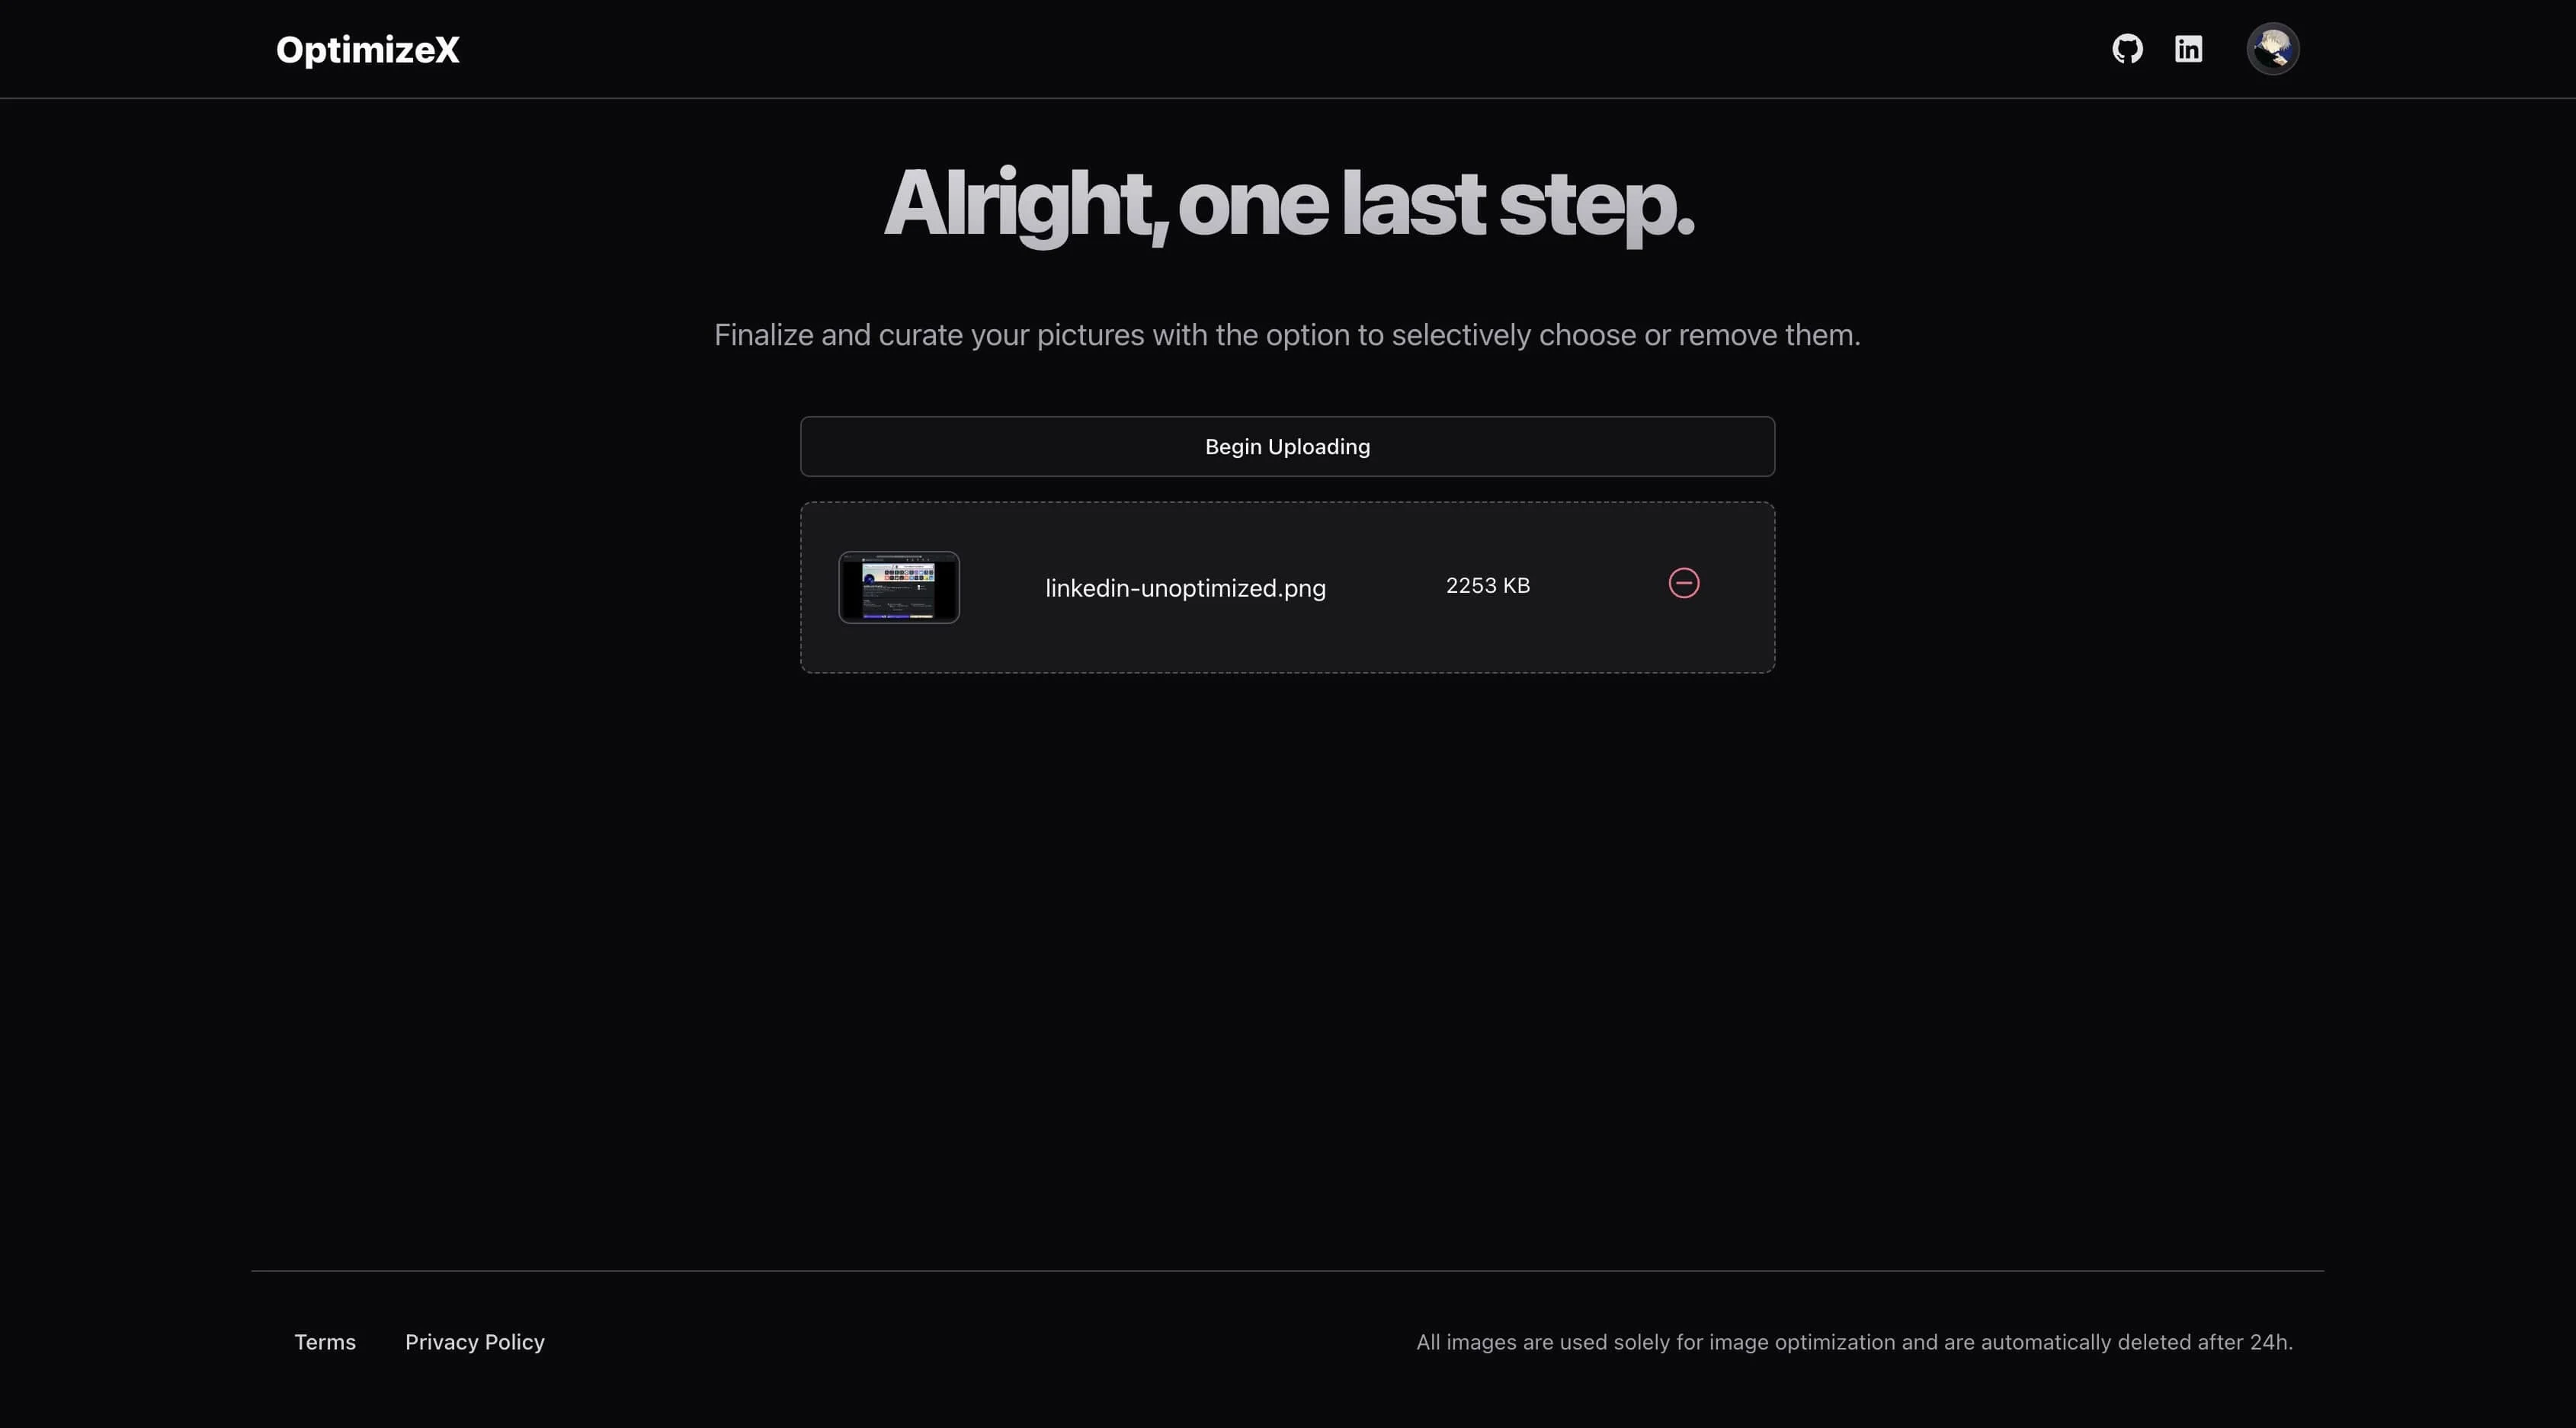 OptimizeX
Alright, one last step.
Finalize and curate your pictures with the option to selectively choose or remove them.
Begin Uploading
linkedin-unoptimized.png
2253 KB
Terms
Privacy Policy
All images are used solely for image optimization and are automatically deleted after 24h.